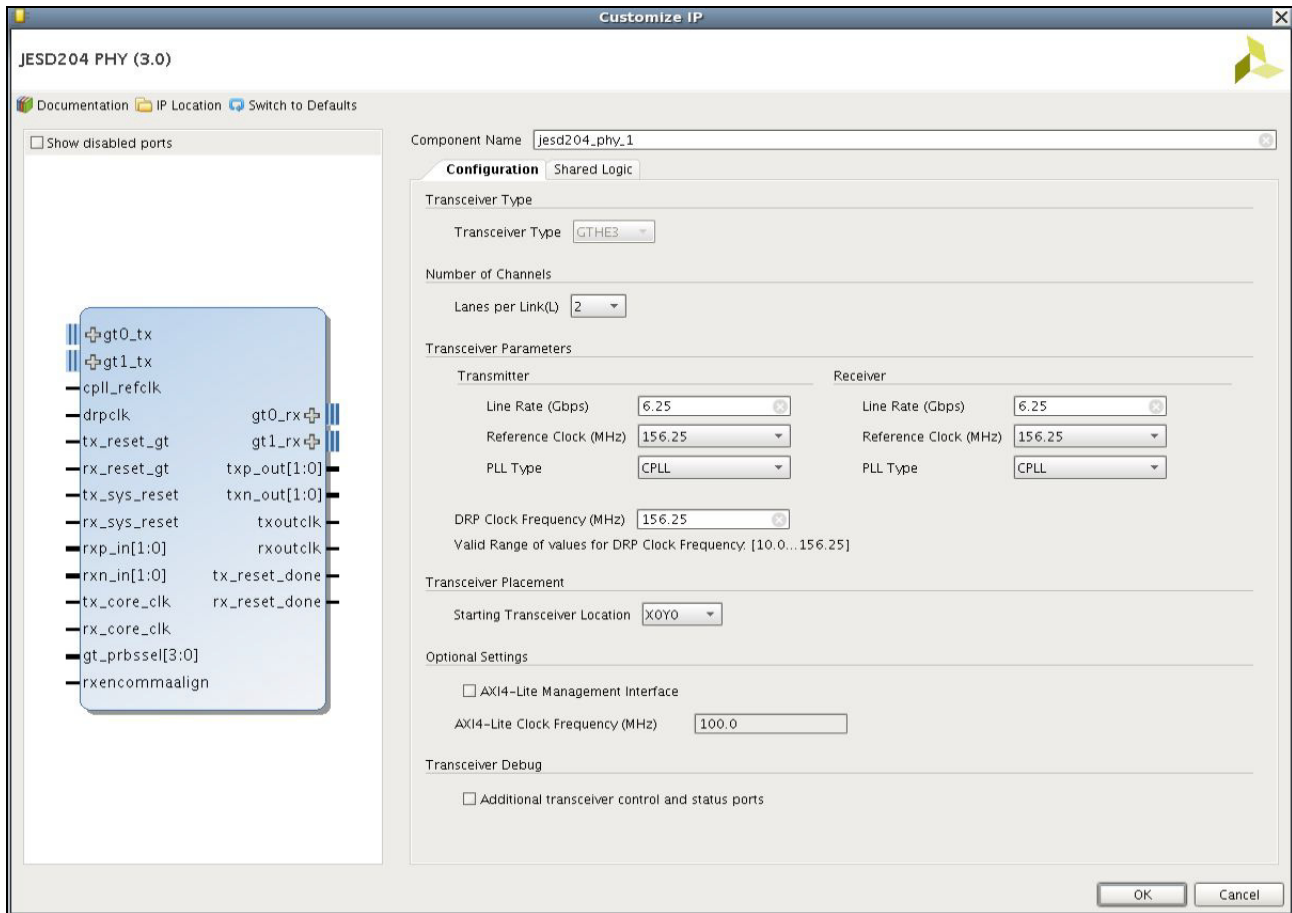 Customize IP
JESD204 PHY (3.0)
Documentation IP Location Switch to Defaults
Show disabled ports
gt0_tx
gt1_tx
cpll_refclk
drpclk gt0_rx
tx_reset_gt gt1_rx
rx_reset_gt txp_out[1:0]
tx_sys_reset txn_out[1:0]
rx_sys_reset txoutclk
rxp_in[1:0] rxoutclk
rxn_in[1:0] tx_reset_done
tx_core_clk rx_reset_done
rx_core_clk
gt_prbssel[3:0]
rxencommaalign
Component Name jesd204_phy_1
Configuration Shared Logic
Transceiver Type
Transceiver Type GTHE3
Number of Channels
Lanes per Link(L) 2
Transceiver Parameters
Transmitter Receiver
Line Rate (Gbps) 6.25 Line Rate (Gbps) 6.25
Reference Clock (MHz) 156.25 Reference Clock (MHz) 156.25
PLL Type CPLL PLL Type CPLL
DRP Clock Frequency (MHz) 156.25
Valid Range of values for DRP Clock Frequency: [10.0...156.25]
Transceiver Placement
Starting Transceiver Location X0Y0
Optional Settings
AXI4-Lite Management Interface
AXI4-Lite Clock Frequency (MHz) 100.0
Transceiver Debug
Additional transceiver control and status ports
OK Cancel